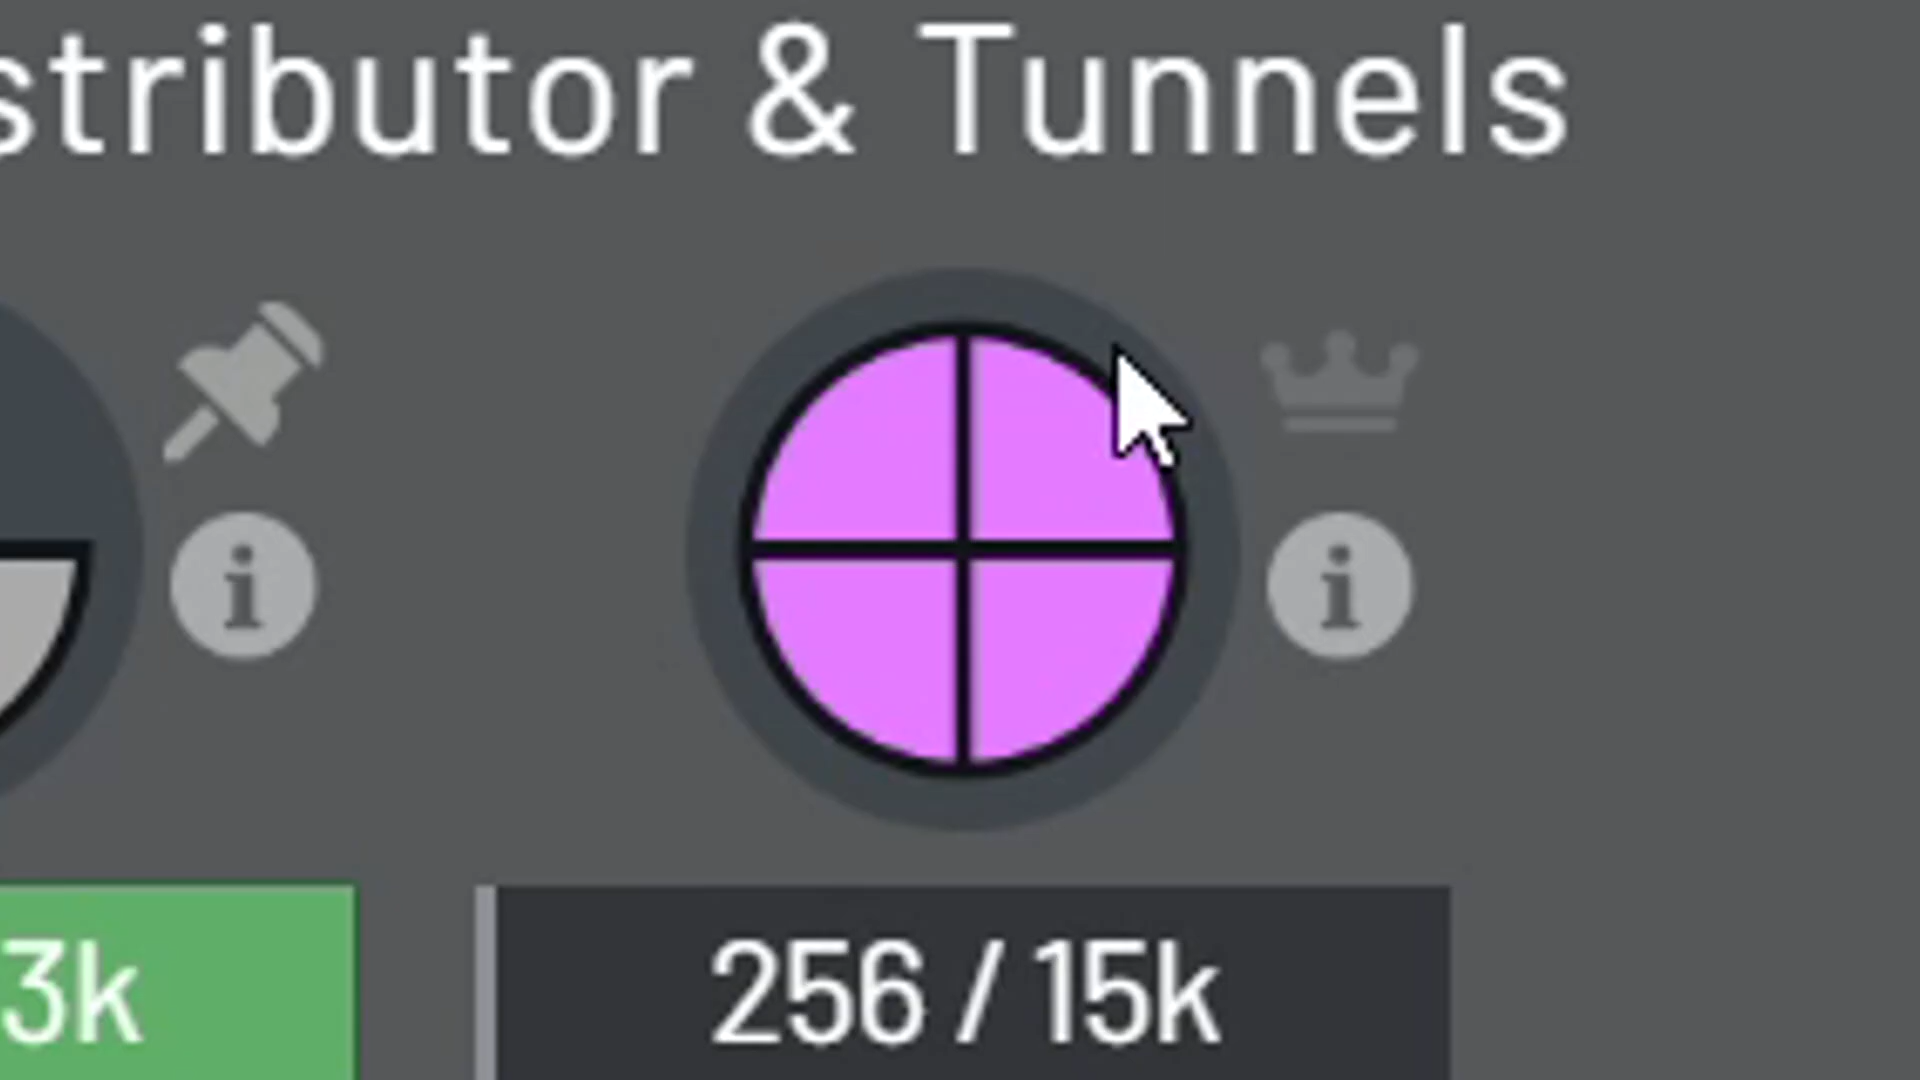 stributor & Tunnels
i
i
3k
256 / 15k